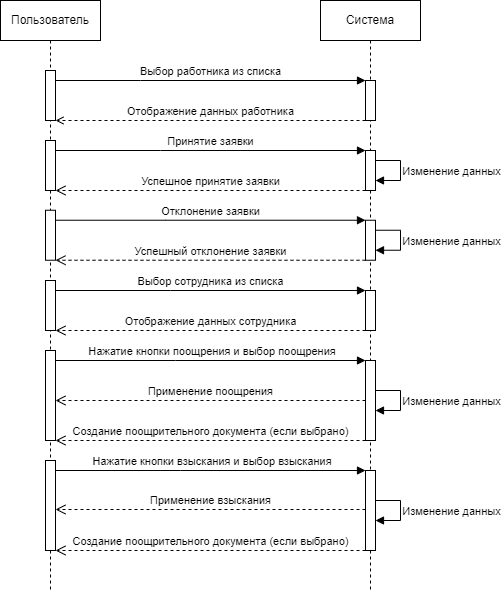 Пользователь
Система
Выбор работника из списка
Отображение данных работника
Принятие заявки
Изменение данных
Успешное принятие заявки
Отклонение заявки
Изменение данных
Успешный отклонение заявки
Выбор сотрудника из списка
Отображение данных сотрудника
Нажатие кнопки поощрения и выбор поощрения
Применение поощрения
Изменение данных
Создание поощрительного документа (если выбрано)
Нажатие кнопки взыскания и выбор взыскания
Применение взыскания
Изменение данных
Создание поощрительного документа (если выбрано)